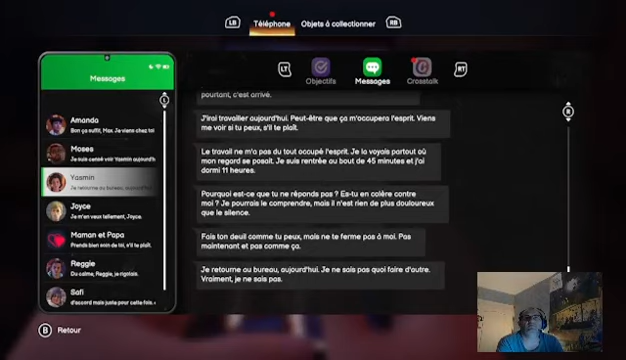 LB Téléphone Objets à collectionner RB
Messages
LT RT
Objectifs Messages Crosstalk
L
R
Amanda
Bon ça suffit, Max. Je viens chez toi
Moses
Je suis censé voir Yasmin aujourd'h
Yasmin
Je retourne au bureau, aujourd'hui.
Joyce
Je m'en veux tellement, Joyce.
Maman et Papa
Prends bien soin de toi, s'il te plaît.
Reggie
Du calme, Reggie, je rigolais.
Safi
d'accord mais juste pour cette fois.
pourtant, c'est arrivé.
J'irai travailler aujourd'hui. Peut-être que ça m'occupera l'esprit. Viens
me voir si tu peux, s'il te plaît.
Le travail ne m'a pas du tout occupé l'esprit. Je la voyais partout où
mon regard se posait. Je suis rentrée au bout de 45 minutes et j'ai
dormi 11 heures.
Pourquoi est-ce que tu ne réponds pas ? Es-tu en colère contre
moi ? Je pourrais le comprendre, mais il n'est rien de plus douloureux
que le silence.
Fais ton deuil comme tu peux, mais ne te ferme pas à moi. Pas
maintenant et pas comme ça.
Je retourne au bureau, aujourd'hui. Je ne sais pas quoi faire d'autre.
Vraiment, je ne sais pas.
B Retour